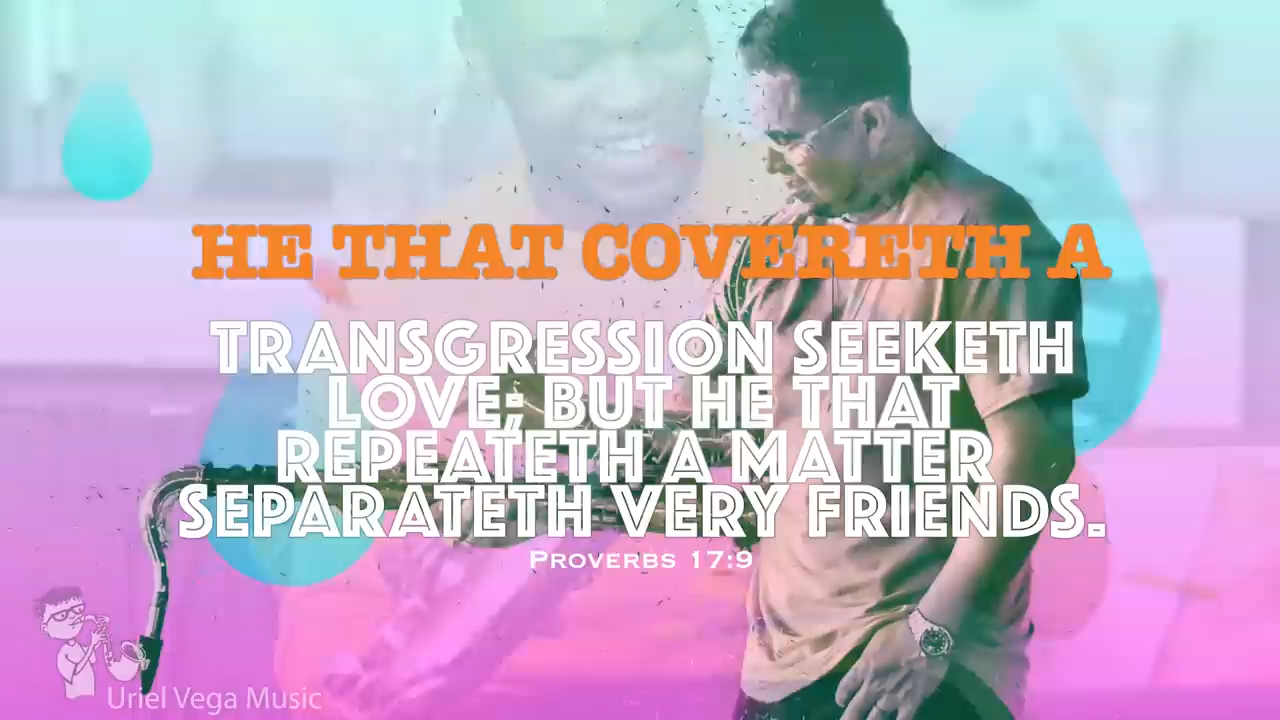 HE THAT COVERETH A
TRANSGRESSION SEEKETH
LOVE; BUT HE THAT
REPEATETH A MATTER
SEPARATETH VERY FRIENDS.
PROVERBS 17:9
Uriel Vega Music